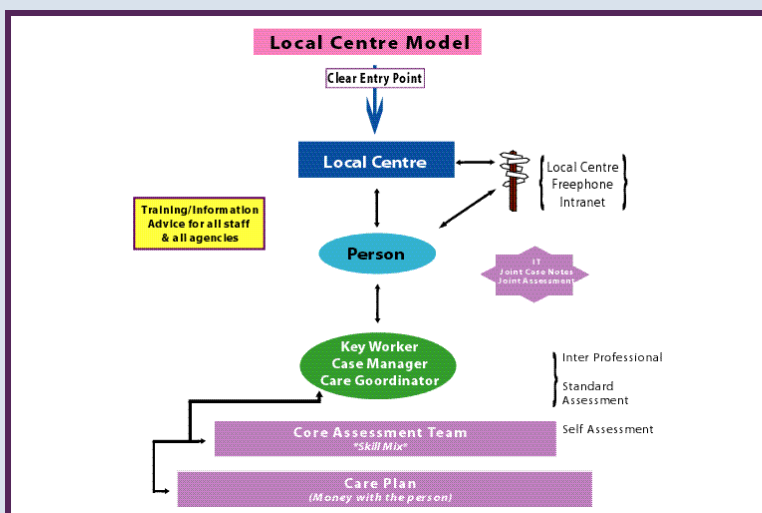 Local Centre Model
Clear Entry Point
Local Centre
Local Centre
Freephone
Intranet
Training/Information
Advice for all staff
& all agencies
Person
IT
Joint Case Notes
Joint Assessment
Key Worker
Case Manager
Care Goordinator
Inter Professional
Standard
Assessment
Self Assessment
Core Assessment Team
*Skill Mix*
Care Plan
(Money with the person)